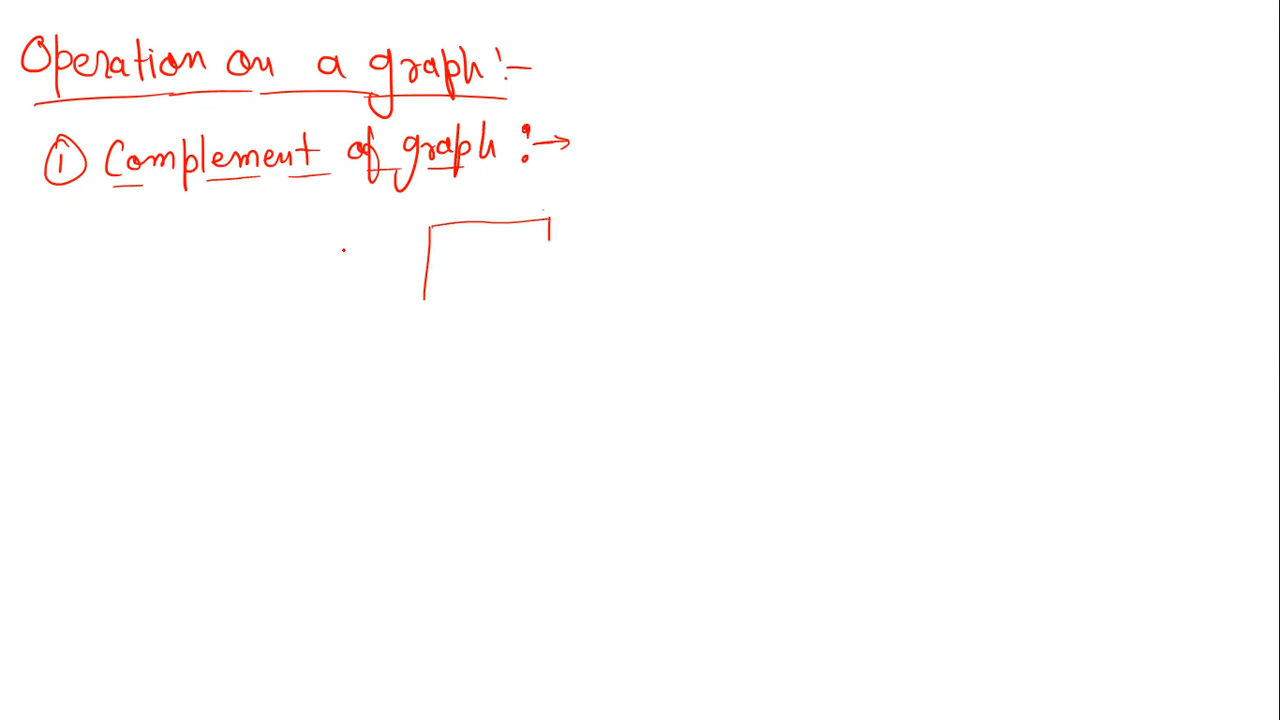 Operation on a graph :-
① Complement of graph :→